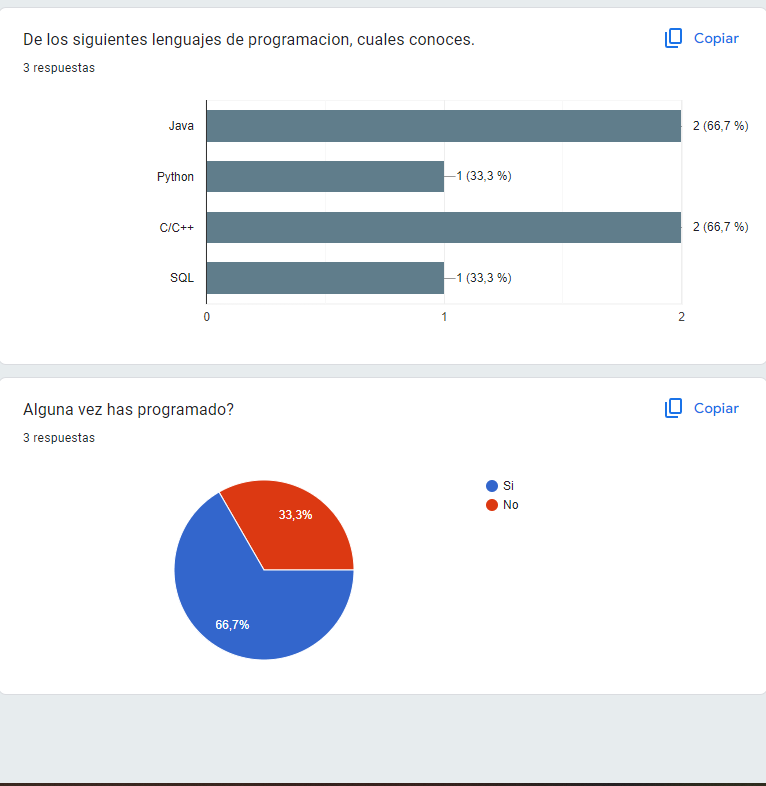 De los siguientes lenguajes de programacion, cuales conoces.
Copiar
3 respuestas
Java
2 (66,7 %)
Python
1 (33,3 %)
C/C++
2 (66,7 %)
SQL
1 (33,3 %)
0
1
2
Alguna vez has programado?
Copiar
3 respuestas
Si
No
33,3%
66,7%